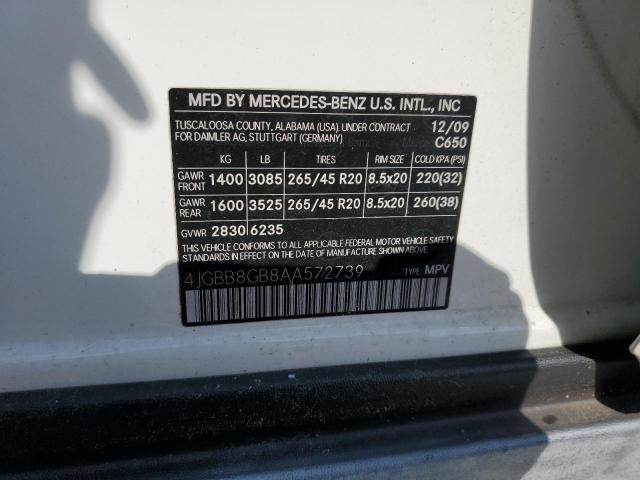 MFD BY MERCEDES-BENZ U.S. INTL., INC
TUSCALOOSA COUNTY, ALABAMA (USA) UNDER CONTRACT 12/09
FOR DAIMLER AG, STUTTGART (GERMANY) C650
KG LB TIRES RIM SIZE COLD KPA (PSI)
GAWR FRONT 1400 3085 265/45 R20 8.5x20 220(32)
GAWR REAR 1600 3525 265/45 R20 8.5x20 260(38)
GVWR 2830 6235
THIS VEHICLE CONFORMS TO ALL APPLICABLE FEDERAL MOTOR VEHICLE SAFETY
STANDARDS IN EFFECT ON THE DATE OF MANUFACTURE SHOWN ABOVE.
4JGBB8GB8AA572739 TYPE: MPV